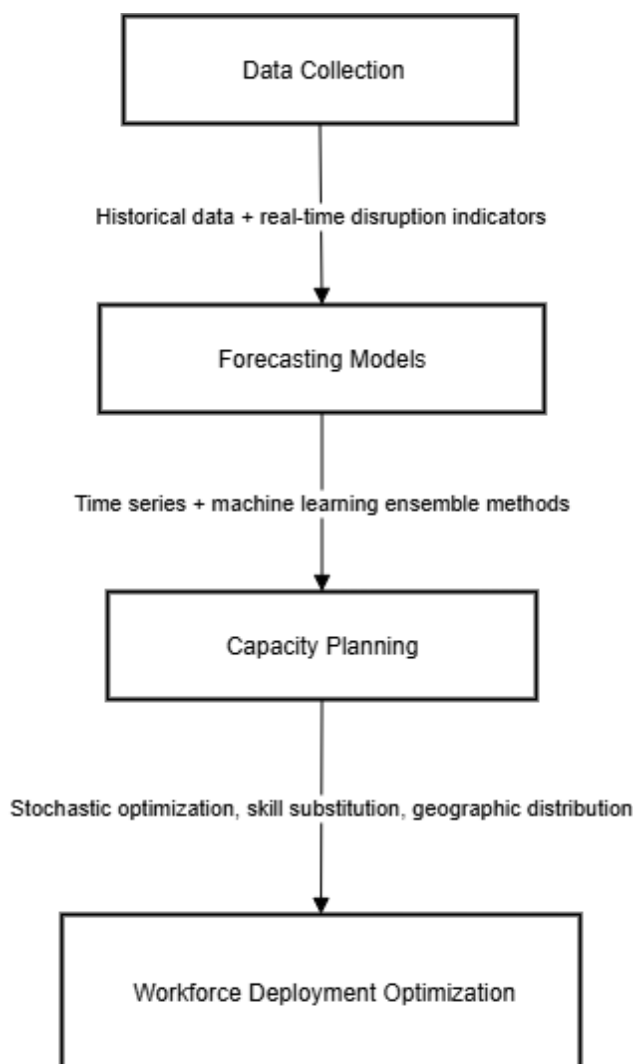 Data Collection
Historical data + real-time disruption indicators
Forecasting Models
Time series + machine learning ensemble methods
Capacity Planning
Stochastic optimization, skill substitution, geographic distribution
Workforce Deployment Optimization